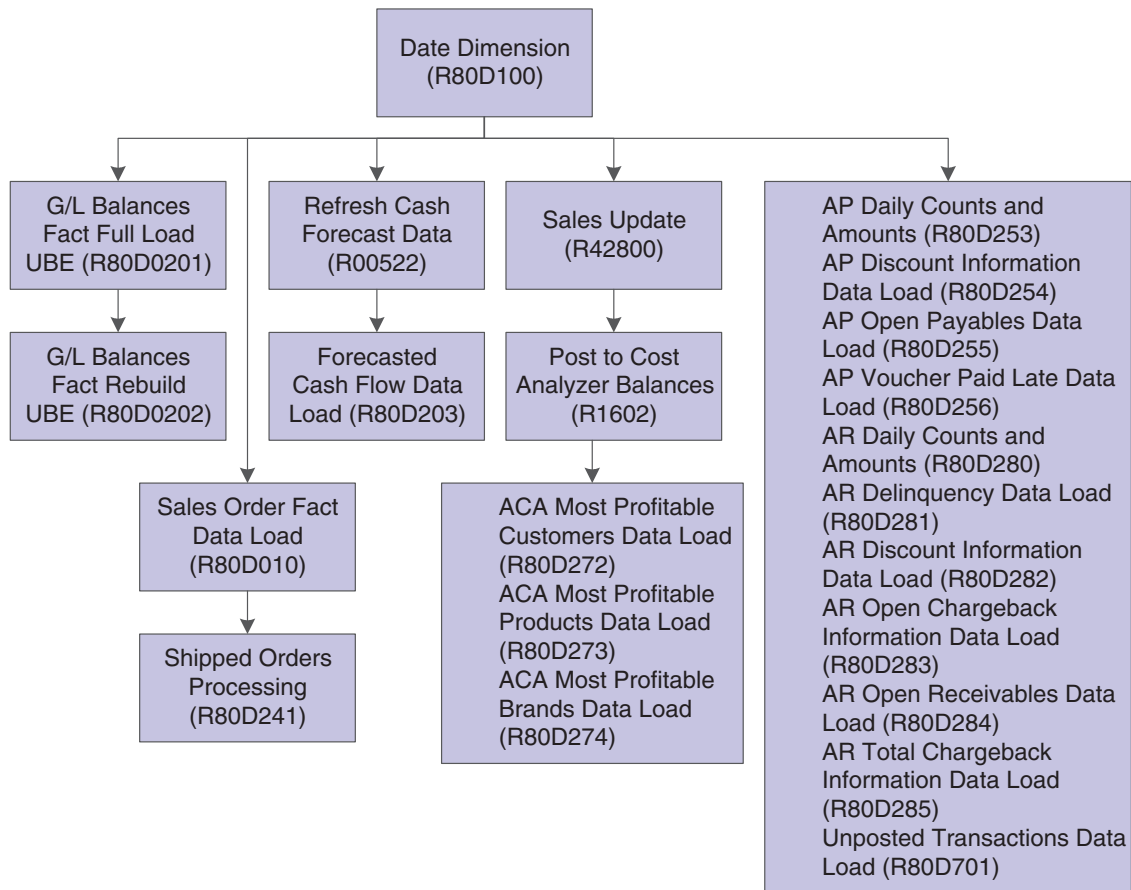 Date Dimension
(R80D100)
G/L Balances
Fact Full Load
UBE (R80D0201)
Refresh Cash
Forecast Data
(R00522)
Sales Update
(R42800)
AP Daily Counts and
Amounts (R80D253)
AP Discount Information
Data Load (R80D254)
AP Open Payables Data
Load (R80D255)
AP Voucher Paid Late Data
Load (R80D256)
AR Daily Counts and
Amounts (R80D280)
AR Delinquency Data Load
(R80D281)
AR Discount Information
Data Load (R80D282)
AR Open Chargeback
Information Data Load
(R80D283)
AR Open Receivables Data
Load (R80D284)
AR Total Chargeback
Information Data Load
(R80D285)
Unposted Transactions Data
Load (R80D701)
G/L Balances
Fact Rebuild
UBE (R80D0202)
Forecasted
Cash Flow Data
Load (R80D203)
Post to Cost
Analyzer Balances
(R1602)
Sales Order Fact
Data Load
(R80D010)
ACA Most Profitable
Customers Data Load
(R80D272)
ACA Most Profitable
Products Data Load
(R80D273)
ACA Most Profitable
Brands Data Load
(R80D274)
Shipped Orders
Processing
(R80D241)